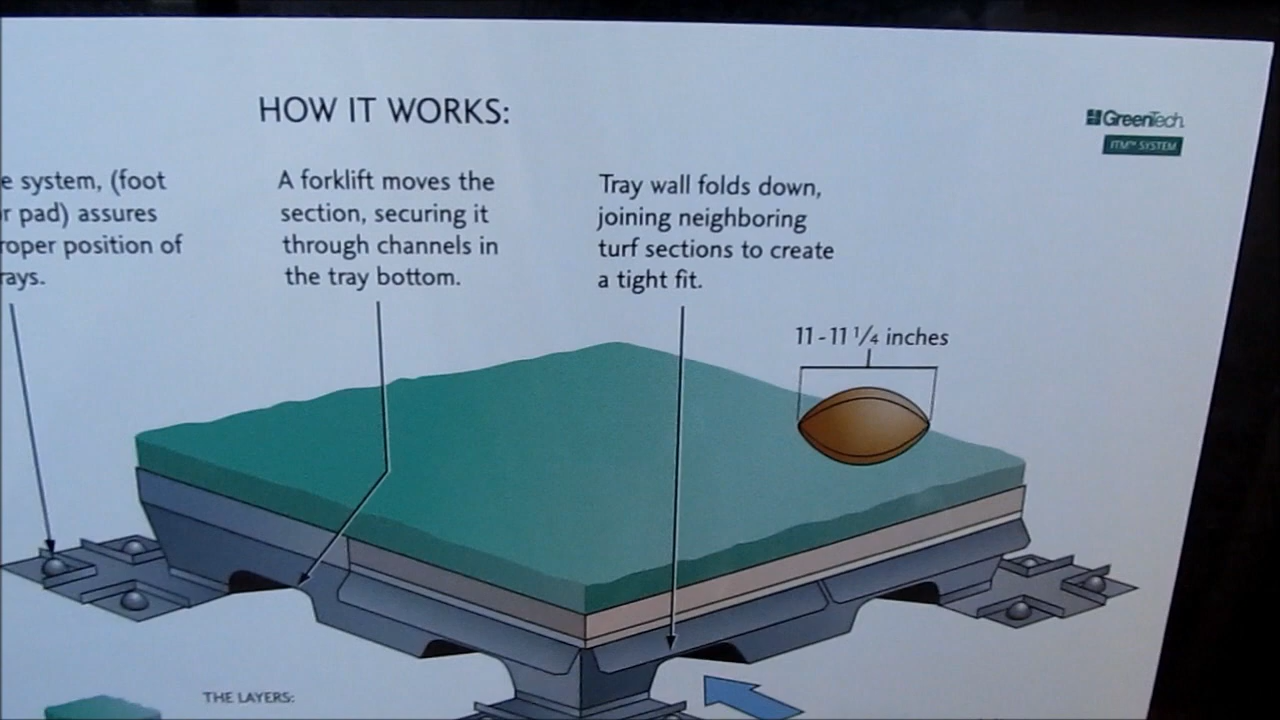 HOW IT WORKS:
GreenTech
ITM™ SYSTEM
e system, (foot
r pad) assures
roper position of
rays.
A forklift moves the
section, securing it
through channels in
the tray bottom.
Tray wall folds down,
joining neighboring
turf sections to create
a tight fit.
11 - 11 1/4 inches
THE LAYERS: